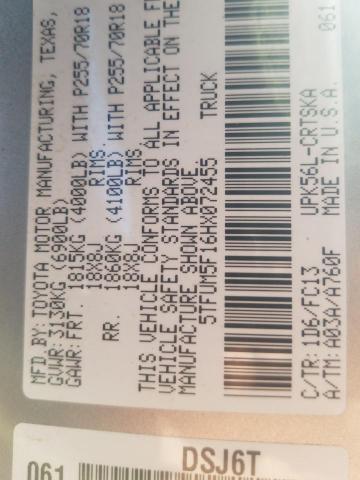 MFD.BY:TOYOTA MOTOR MANUFACTURING, TEXAS,
GVWR: 3130KG (6900LB)
GAWR: FRT. 1815KG (4000LB) WITH P255/70R18
18X8J RIMS.
RR. 1860KG (4100LB) WITH P255/70R18
18X8J RIMS
THIS VEHICLE CONFORMS TO ALL APPLICABLE F
VEHICLE SAFETY STANDARDS IN EFFECT ON THE
MANUFACTURE SHOWN ABOVE.
5TFUM5F16HX072455 TRUCK
061
C/TR: 1D6/FC13 UPK56L-CRTSKA
A/TM: A03A/A760F MADE IN U.S.A.
DSJ6T
061